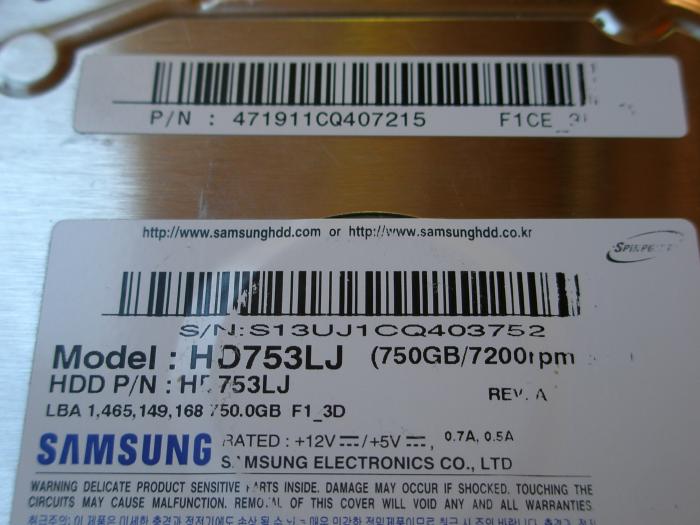 P/N : 471911CQ407215 F1CE_3
http://www.samsunghdd.com or http://www.samsunghdd.co.kr
SPINPOINT
S/N:S13UJ1CQ403752
Model : HD753LJ (750GB/7200rpm
HDD P/N : HD753LJ REV. A
LBA 1,465,149,168 750.0GB F1_3D
SAMSUNG RATED : +12V /+5V , 0.7A, 0.5A
SAMSUNG ELECTRONICS CO., LTD
WARNING DELICATE PRODUCT SENSITIVE PARTS INSIDE. DAMAGE MAY OCCUR IF SHOCKED. TOUCHING THE
CIRCUITS MAY CAUSE MALFUNCTION. REMOVAL OF THIS COVER WILL VOID ANY AND ALL WARRANTIES